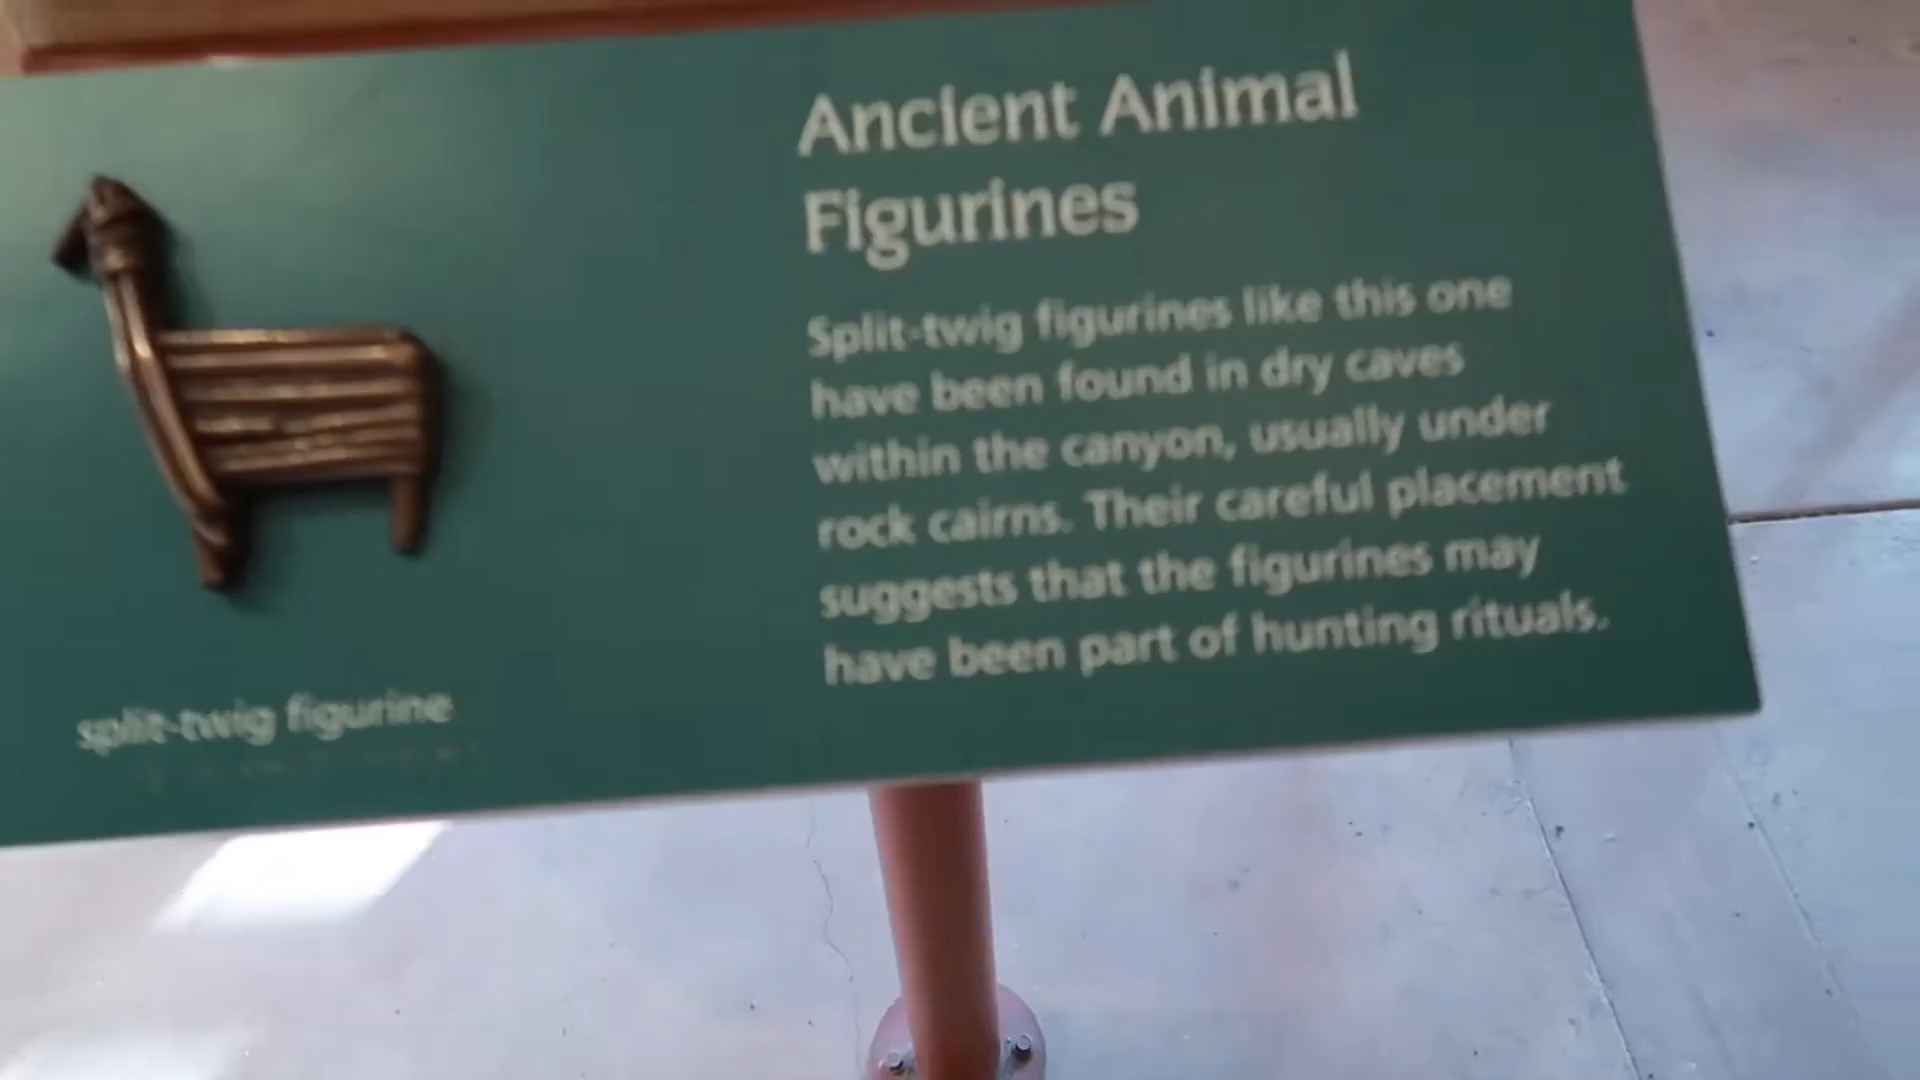 Ancient Animal
Figurines
Split-twig figurines like this one
have been found in dry caves
within the canyon, usually under
rock cairns. Their careful placement
suggests that the figurines may
have been part of hunting rituals.
split-twig figurine